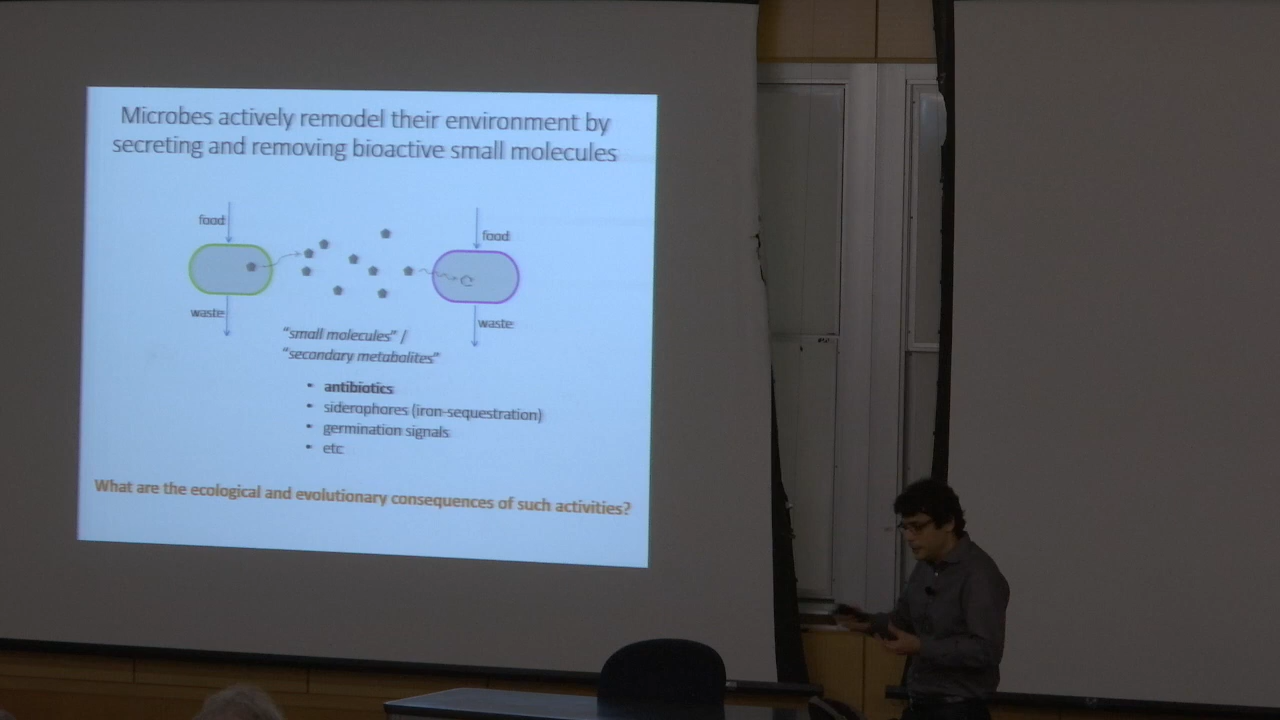 Microbes actively remodel their environment by
secreting and removing bioactive small molecules
food
food
waste
waste
"small molecules" /
"secondary metabolites"
• antibiotics
• siderophores (iron-sequestration)
• germination signals
• etc
What are the ecological and evolutionary consequences of such activities?